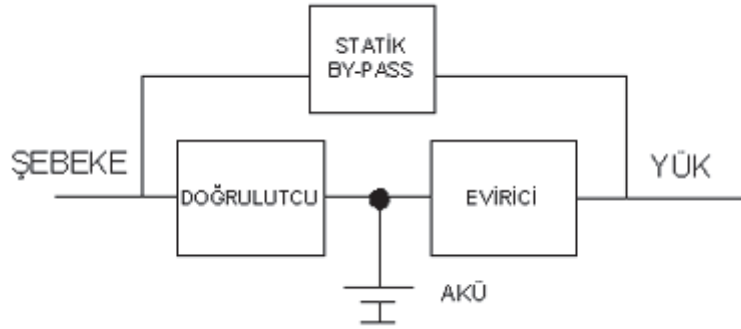 STATİK
BY-PASS
ŞEBEKE
YÜK
DOĞRULUTCU
EVİRİCİ
AKÜ